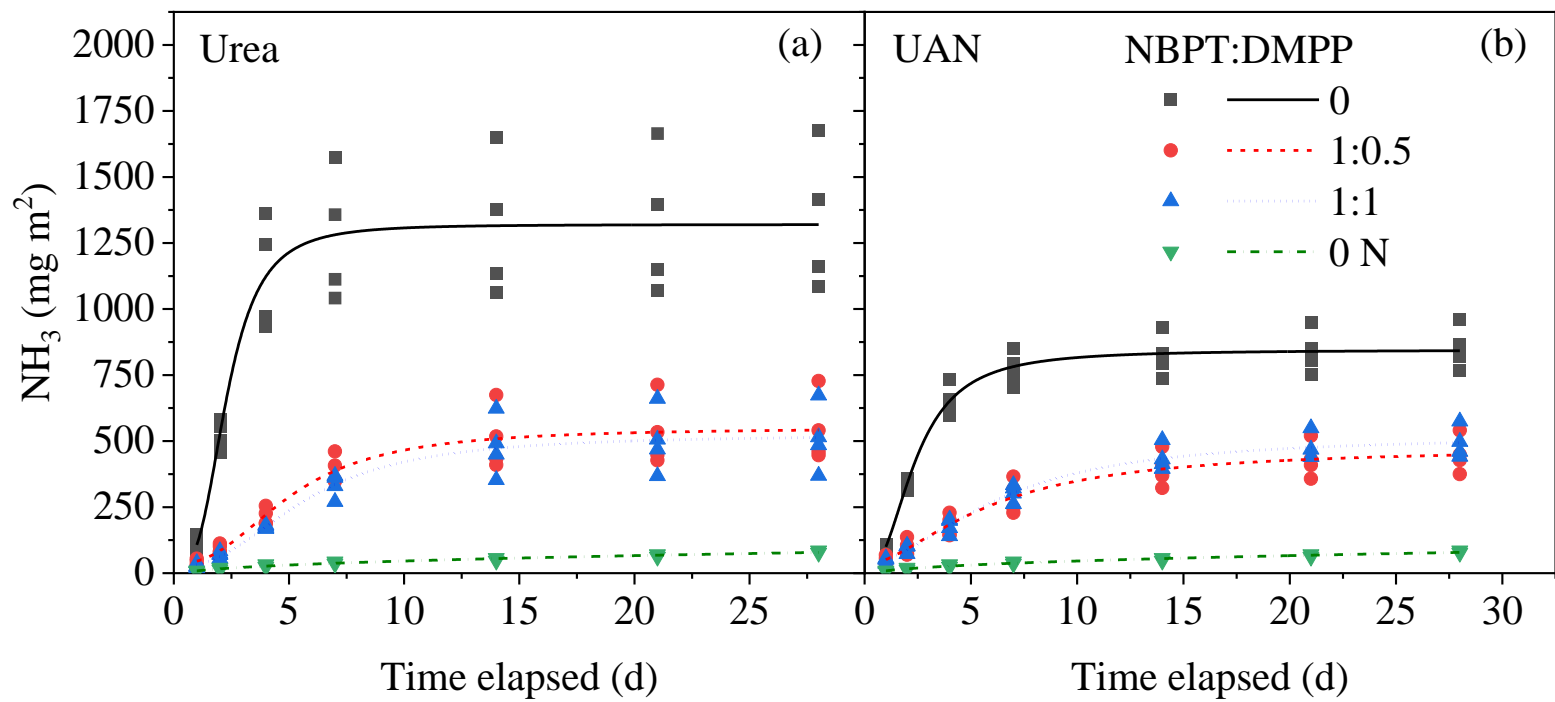 Urea
(a)
UAN
NBPT:DMPP
(b)
0
1:0.5
1:1
0 N
NH₃ (mg m²)
2000
1750
1500
1250
1000
750
500
250
0
0 5 10 15 20 25
0 5 10 15 20 25 30
Time elapsed (d)
Time elapsed (d)